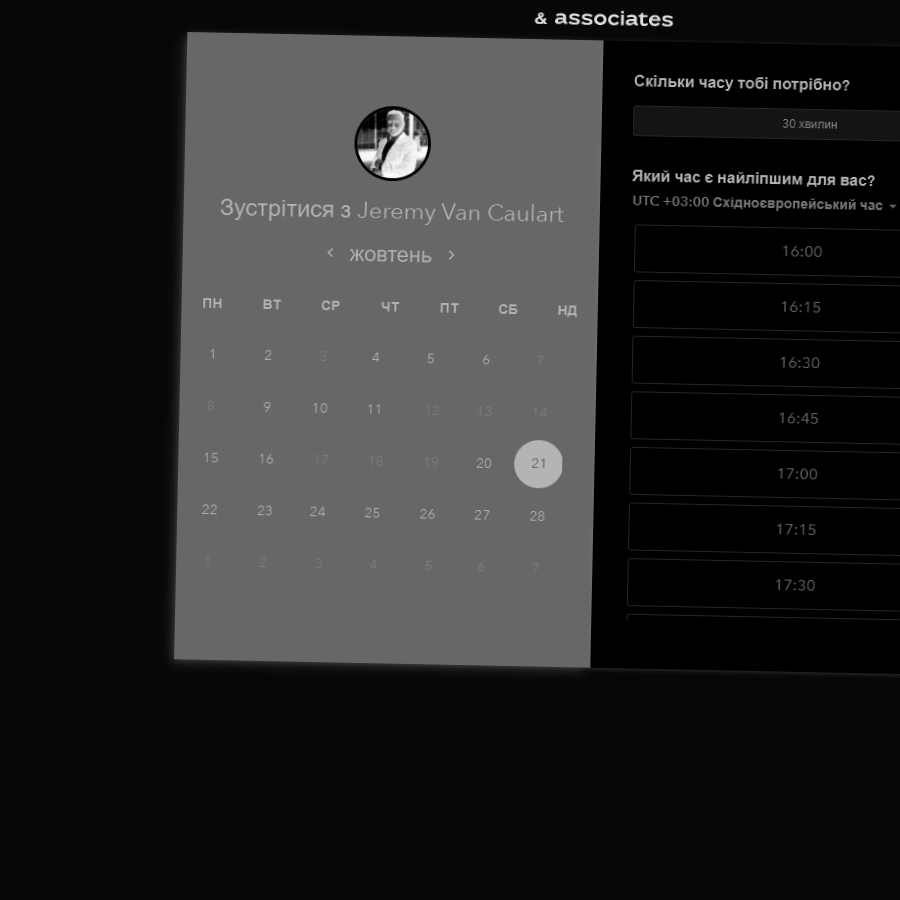 & associates
Зустрітися з Jeremy Van Caulart
‹ жовтень ›
ПН ВТ СР ЧТ ПТ СБ НД
1 2 3 4 5 6 7
8 9 10 11 12 13 14
15 16 17 18 19 20 21
22 23 24 25 26 27 28
1 2 3 4 5 6 7
Скільки часу тобі потрібно?
30 хвилин
Який час є найліпшим для вас?
UTC +03:00 Східноєвропейський час
16:00
16:15
16:30
16:45
17:00
17:15
17:30